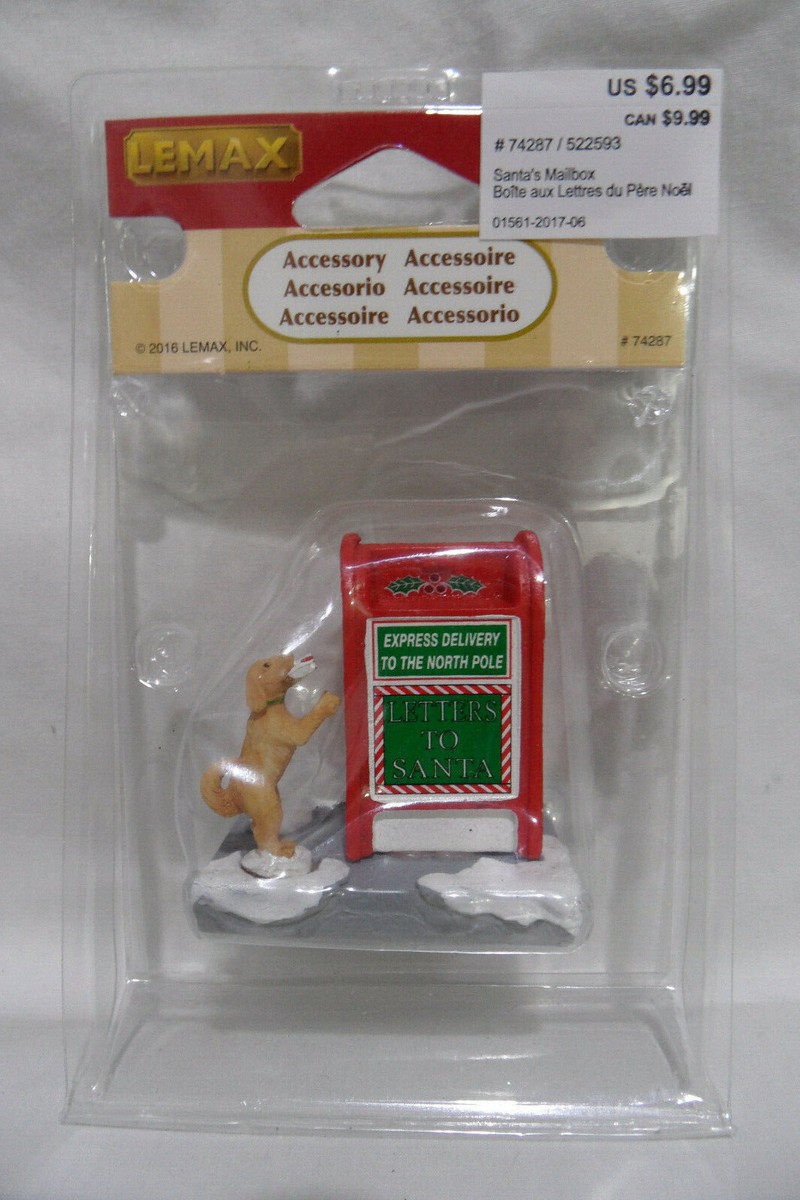 US $6.99
CAN $9.99
# 74287 / 522593
Santa's Mailbox
Boîte aux Lettres du Père Noël
01561-2017-06
LEMAX
Accessory Accessoire
Accesorio Accessoire
Accessoire Accessorio
© 2016 LEMAX, INC.
# 74287
EXPRESS DELIVERY
TO THE NORTH POLE
LETTERS
TO
SANTA